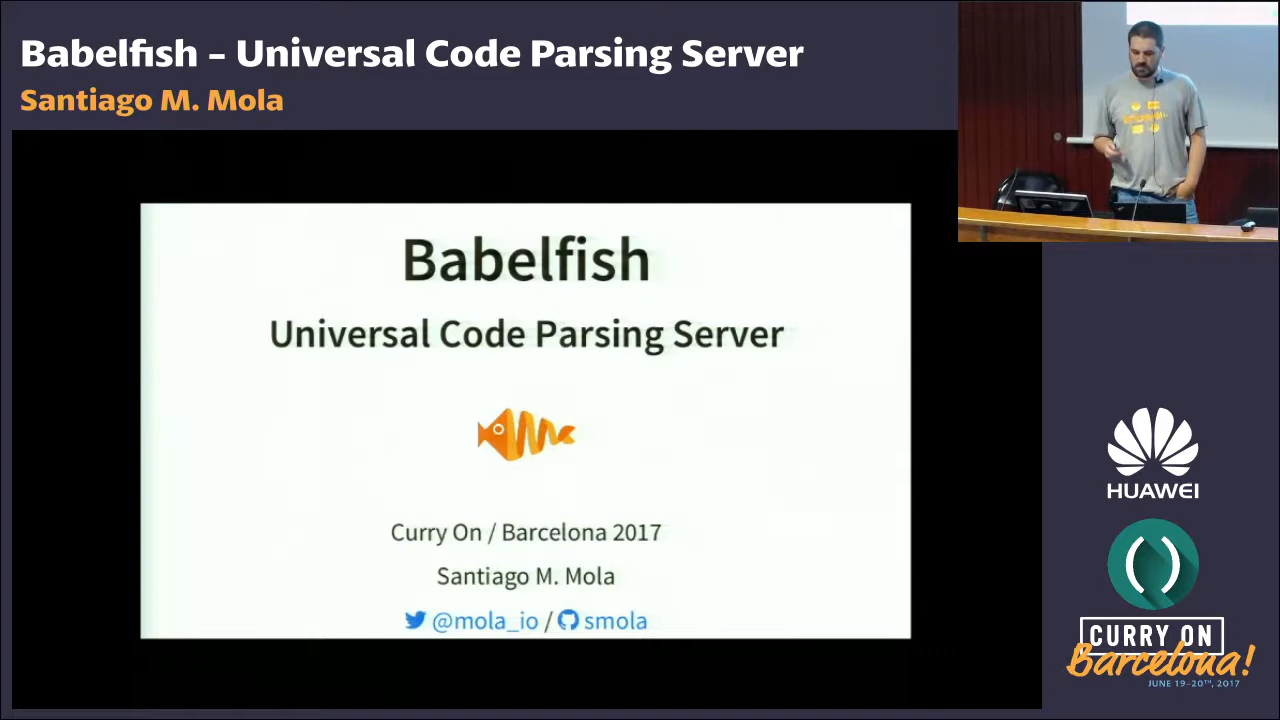 Babelfish – Universal Code Parsing Server
Santiago M. Mola
Babelfish
Universal Code Parsing Server
Curry On / Barcelona 2017
Santiago M. Mola
@mola_io / smola
HUAWEI
CURRY ON
Barcelona!
JUNE 19-20TH, 2017